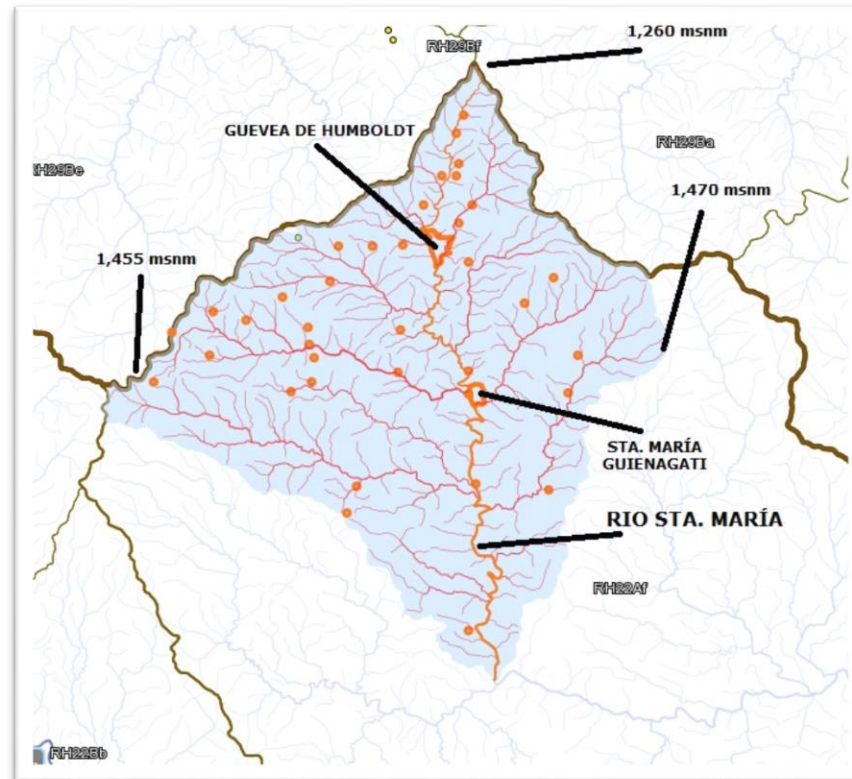 1,260 msnm
RH29Bf
GUEVEA DE HUMBOLDT
RH29Ba
RH29Be
1,470 msnm
1,455 msnm
STA. MARÍA
GUIENAGATI
RIO STA. MARÍA
RH22Af
RH22Bb